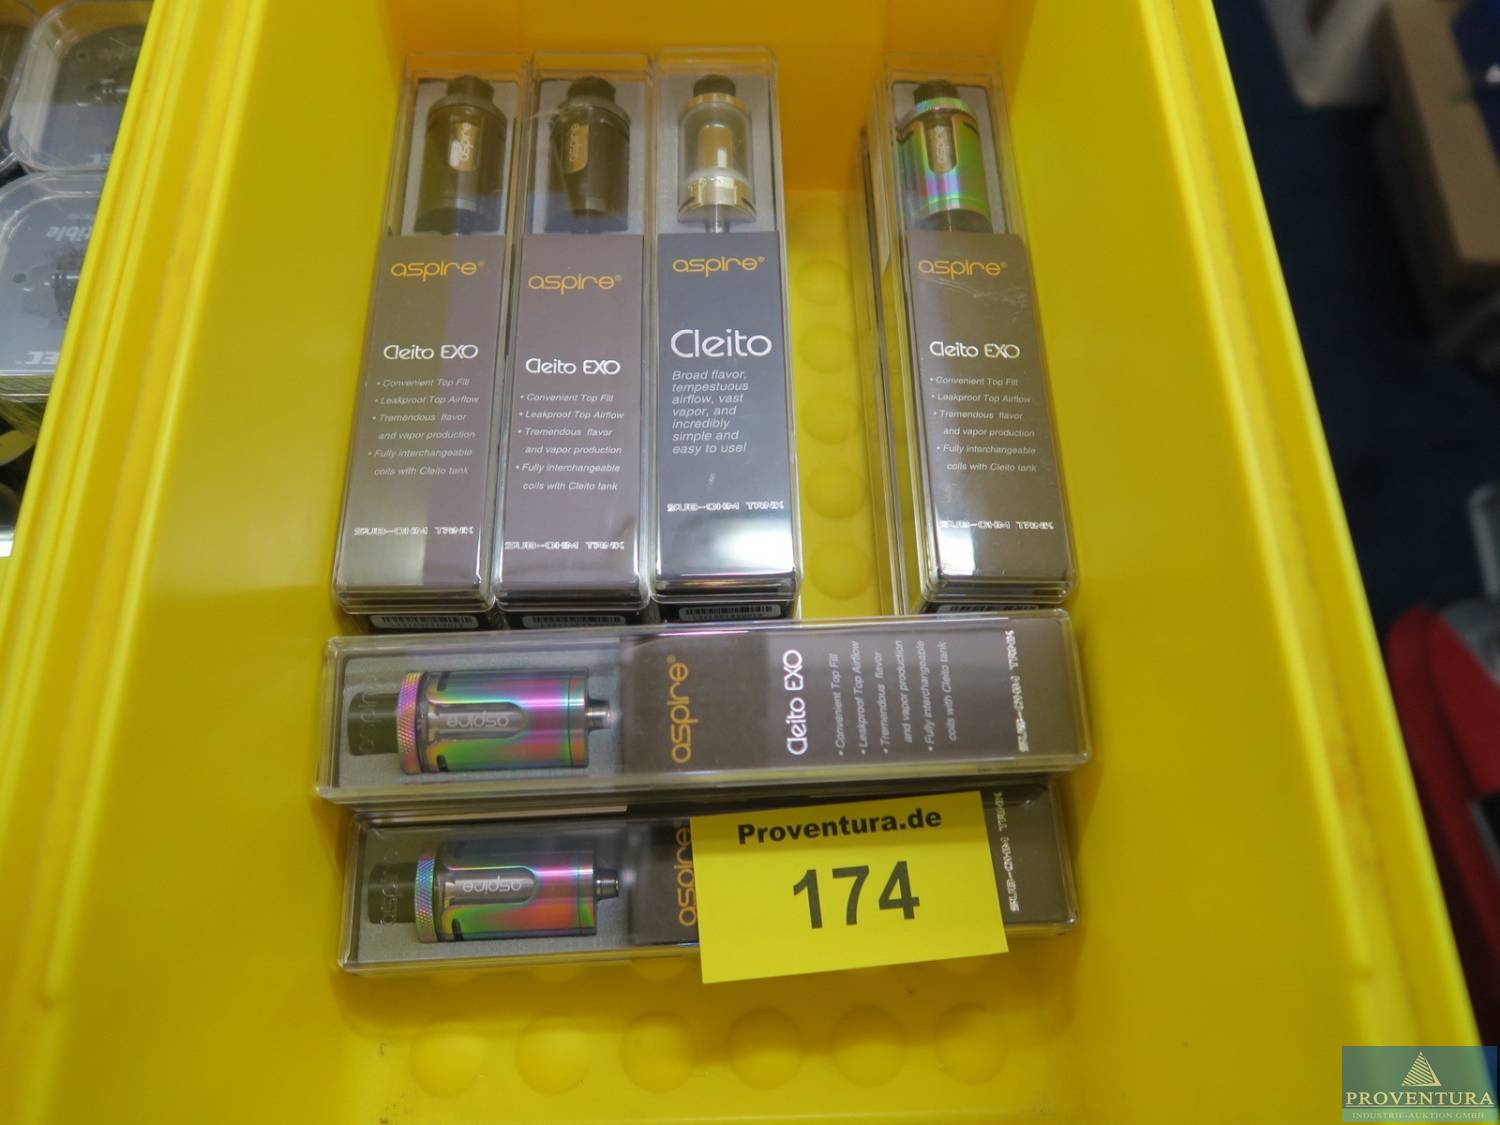 aspire
aspire®
Cleito EXO
• Convenient Top Fill
• Leakproof Top Airflow
• Tremendous flavor
and vapor production
• Fully interchangeable
coils with Cleito tank
SUB-OHM TANK
aspire
aspire®
Cleito EXO
• Convenient Top Fill
• Leakproof Top Airflow
• Tremendous flavor
and vapor production
• Fully interchangeable
coils with Cleito tank
SUB-OHM TANK
aspire®
Cleito
Broad flavor,
tempestuous
airflow, vast
vapor, and
incredibly
simple and
easy to use!
SUB-OHM TANK
aspire
aspire®
Cleito EXO
• Convenient Top Fill
• Leakproof Top Airflow
• Tremendous flavor
and vapor production
• Fully interchangeable
coils with Cleito tank
SUB-OHM TANK
aspire
aspire®
Cleito EXO
• Convenient Top Fill
• Leakproof Top Airflow
• Tremendous flavor
and vapor production
• Fully interchangeable
coils with Cleito tank
SUB-OHM TANK
aspire
aspire
SUB-OHM TANK
Proventura.de
174
PROVENTURA
INDUSTRIE-AUKTION GMBH